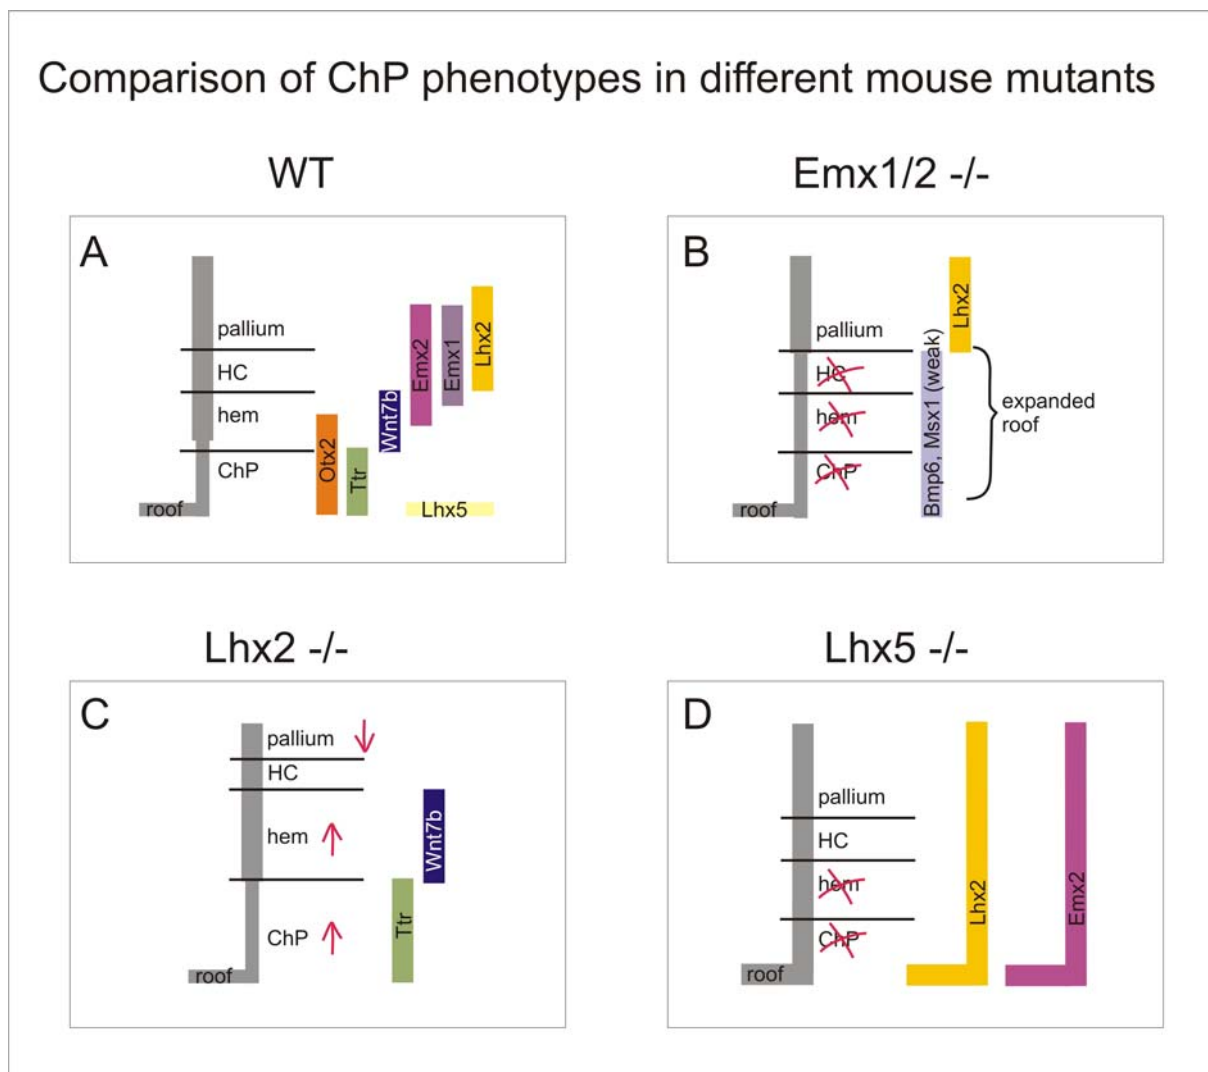 Comparison of ChP phenotypes in different mouse mutants
WT
A
pallium
HC
hem
ChP
roof
Otx2
Ttr
Wnt7b
Emx2
Emx1
Lhx2
Lhx5
Emx1/2 -/-
B
pallium
HC
hem
ChP
roof
Bmp6, Msx1 (weak)
Lhx2
expanded
roof
Lhx2 -/-
C
pallium
HC
hem
ChP
roof
Ttr
Wnt7b
Lhx5 -/-
D
pallium
HC
hem
ChP
roof
Lhx2
Emx2